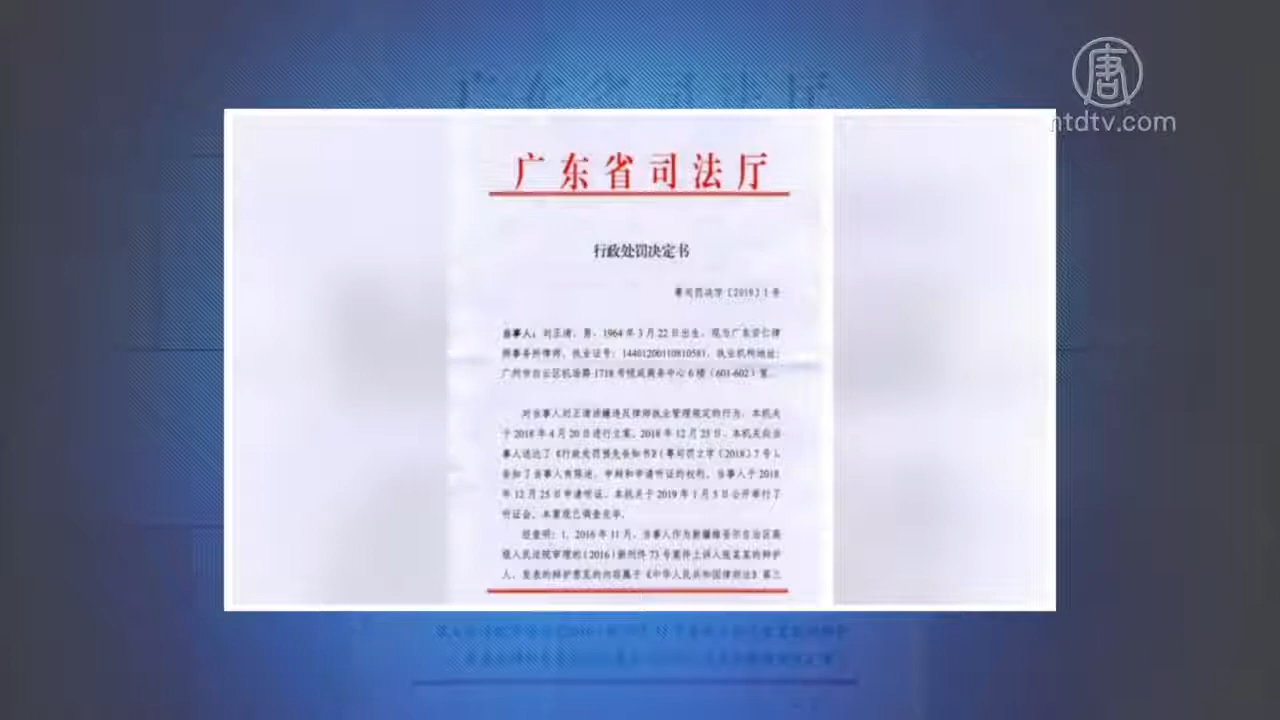 唐
ntdtv.com
广东省司法厅
行政处罚决定书
粤司罚决字〔2019〕1号
当事人：刘正清，男，1964年3月22日出生，现为广东
师事务所律师，执业证号：14401200110810581，执业机构地址：
广州市白云区机场路1718号 商务中心6楼（601-602）室。
对当事人刘正清涉嫌违反律师执业管理规定的行为，本机关
于2018年4月20日进行立案。2018年12月25日，本机关向当
事人送达了《行政处罚预先告知书》（粤司罚 字〔2018〕7号），
告知了当事人有陈述、申辩和申请听证的权利。当事人于2018
年12月25日申请听证。本机关于2019年1月5日公开举行了
听证会。本案现已调查完毕。
经查明：1、2016年11月，当事人作为新疆维吾尔自治区高
级人民法院审理的（2016）新刑终73号案件上诉人 某某的辩护
人，发表的辩护意见的内容属于《中华人民共和国律师法》第三